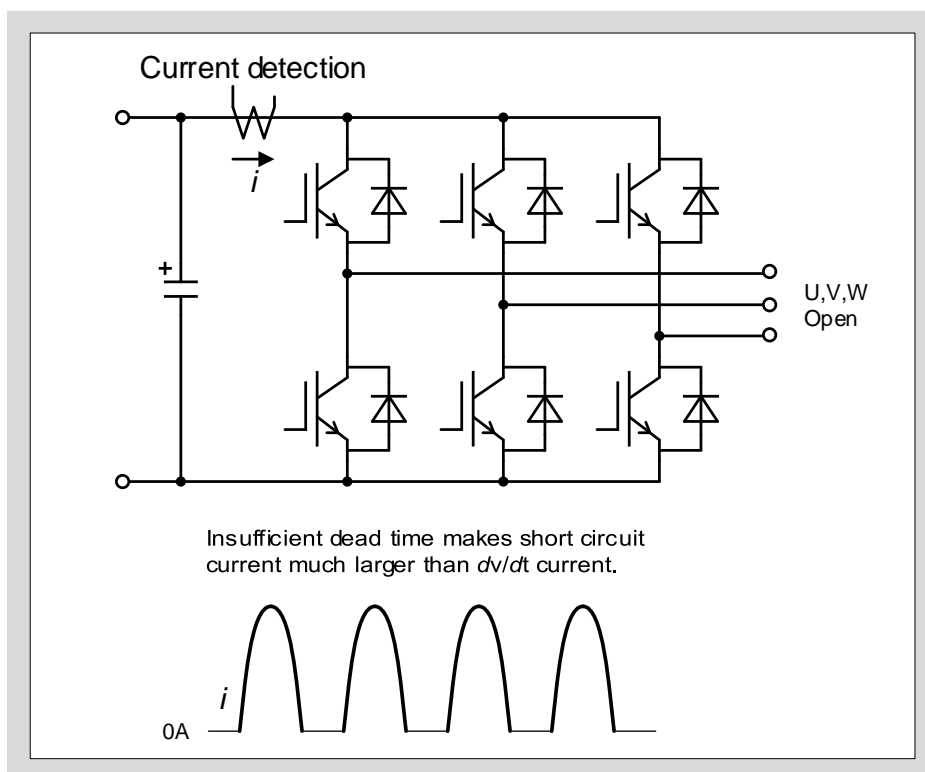 Current detection
i
+
U,V,W
Open
Insufficient dead time makes short circuit
current much larger than dv/dt current.
i
0A